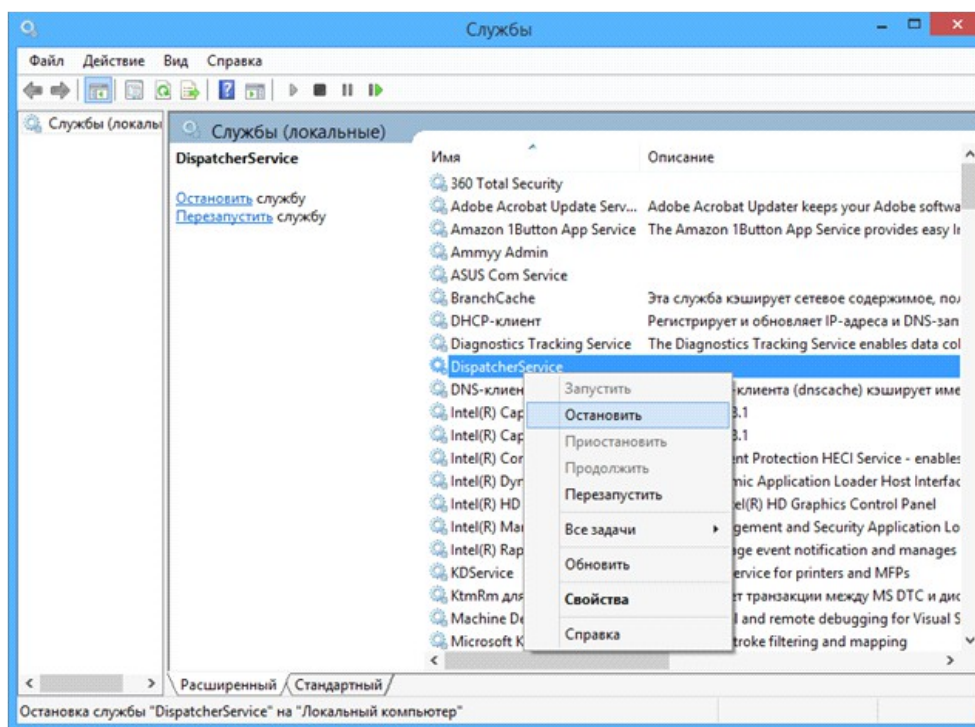 Службы
Файл Действие Вид Справка
Службы (локалы
Службы (локальные)
DispatcherService
Остановить службу
Перезапустить службу
Имя Описание
360 Total Security
Adobe Acrobat Update Serv... Adobe Acrobat Updater keeps your Adobe softwa
Amazon 1Button App Service The Amazon 1Button App Service provides easy Ir
Ammyy Admin
ASUS Com Service
BranchCache Эта служба кэширует сетевое содержимое, пол
DHCP-клиент Регистрирует и обновляет IP-адреса и DNS-зап
Diagnostics Tracking Service The Diagnostics Tracking Service enables data col
DispatcherService
DNS-клиен -клиента (dnscache) кэширует име
Intel(R) Cap 3.1
Intel(R) Cap 3.1
Intel(R) Cor ent Protection HECI Service - enables
Intel(R) Dyr mic Application Loader Host Interfac
Intel(R) HD el(R) HD Graphics Control Panel
Intel(R) Mar gement and Security Application Lo
Intel(R) Rap age event notification and manages
KDService ervice for printers and MFPs
KtmRm для т транзакции между MS DTC и дис
Machine De l and remote debugging for Visual S
Microsoft K troke filtering and mapping
Запустить
Остановить
Приостановить
Продолжить
Перезапустить
Все задачи
Обновить
Свойства
Справка
Расширенный Стандартный
Остановка службы "DispatcherService" на "Локальный компьютер"